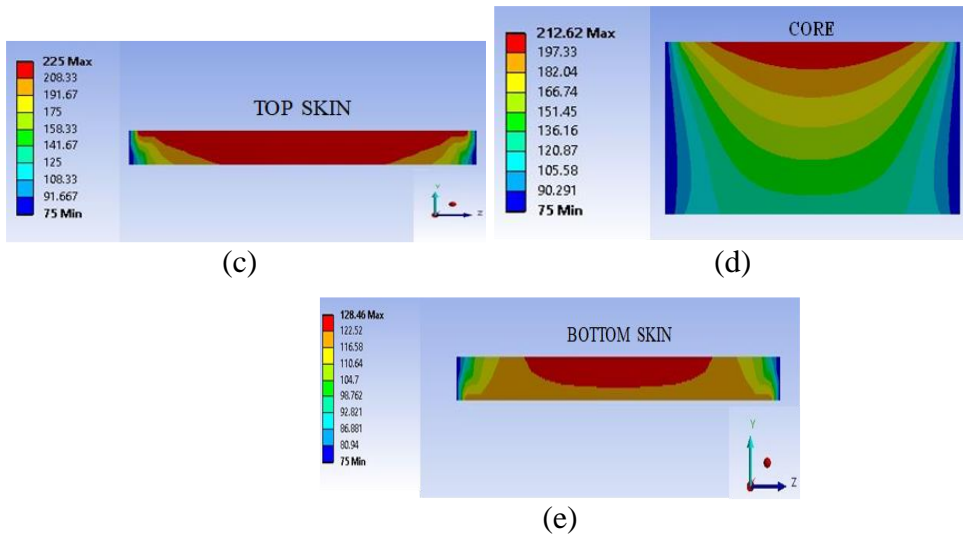 225 Max
208.33
191.67
175
158.33
141.67
125
108.33
91.667
75 Min
TOP SKIN
Y
Z
(c)
212.62 Max
197.33
182.04
166.74
151.45
136.16
120.87
105.58
90.291
75 Min
CORE
(d)
128.46 Max
122.52
116.58
110.64
104.7
98.762
92.821
86.881
80.94
75 Min
BOTTOM SKIN
Y
Z
(e)